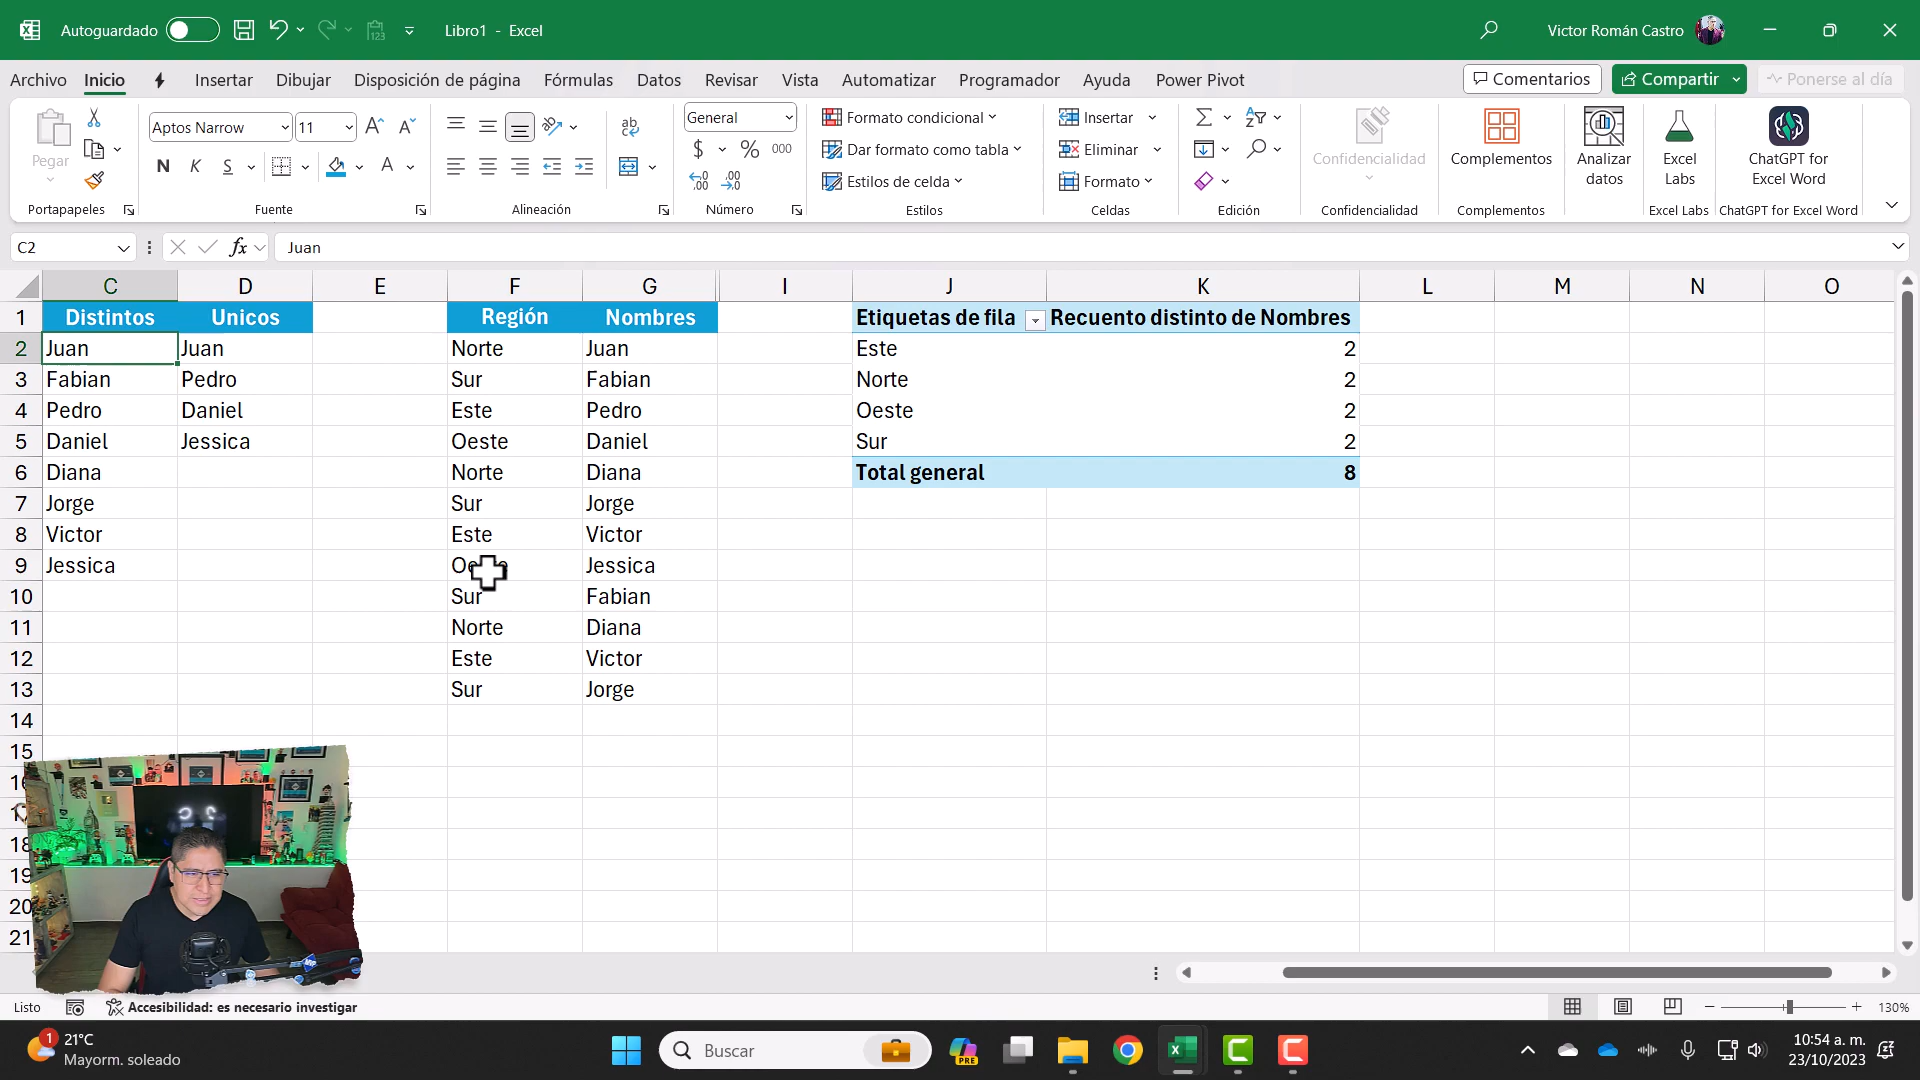 Autoguardado
Libro1 - Excel
Victor Román Castro
Archivo Inicio Insertar Dibujar Disposición de página Fórmulas Datos Revisar Vista Automatizar Programador Ayuda Power Pivot
Comentarios Compartir Ponerse al día
Pegar
Portapapeles
Aptos Narrow 11
N K S
Fuente
Alineación
General
$ % 000
Número
Formato condicional
Dar formato como tabla
Estilos de celda
Estilos
Insertar
Eliminar
Formato
Celdas
Edición
Confidencialidad
Confidencialidad
Complementos
Complementos
Analizar datos
Excel Labs
Excel Labs
ChatGPT for Excel Word
ChatGPT for Excel Word
C2 fx Juan
C D E F G I J K L M N O
1 Distintos Unicos Región Nombres Etiquetas de fila Recuento distinto de Nombres
2 Juan Juan Norte Juan Este 2
3 Fabian Pedro Sur Fabian Norte 2
4 Pedro Daniel Este Pedro Oeste 2
5 Daniel Jessica Oeste Daniel Sur 2
6 Diana Norte Diana Total general 8
7 Jorge Sur Jorge
8 Victor Este Victor
9 Jessica Jessica
10 Sur Fabian
11 Norte Diana
12 Este Victor
13 Sur Jorge
14
15
18
19
20
21
Listo Accesibilidad: es necesario investigar
130%
1
21°C
Mayorm. soleado
Buscar
PRE
10:54 a. m.
23/10/2023